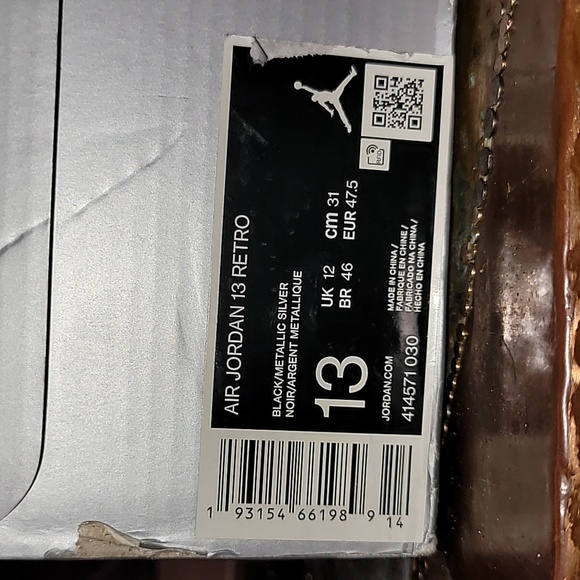 AIR JORDAN 13 RETRO
BLACK/METALLIC SILVER
NOIR/ARGENT METALLIQUE
13
UK 12
cm 31
BR 46
EUR 47.5
JORDAN.COM
414571 030
MADE IN CHINA/
FABRIQUE EN CHINE/
FABRICADO NA CHINA/
HECHO EN CHINA
1 93154 66198 9 14